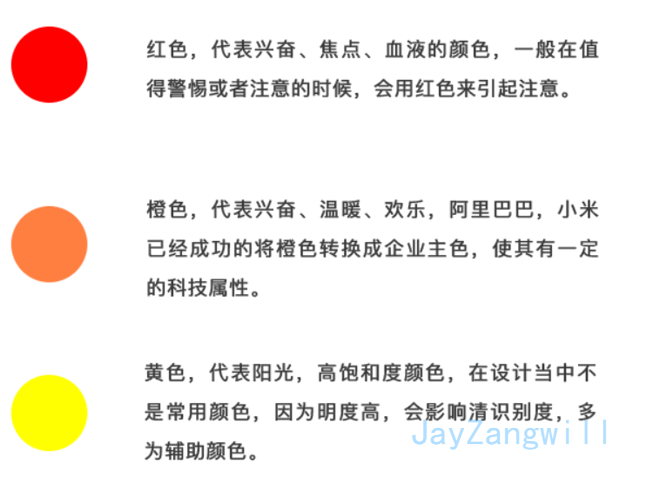 红色，代表兴奋、焦点、血液的颜色，一般在值
得警惕或者注意的时候，会用红色来引起注意。
橙色，代表兴奋、温暖、欢乐，阿里巴巴，小米
已经成功的将橙色转换成企业主色，使其有一定
的科技属性。
黄色，代表阳光，高饱和度颜色，在设计当中不
是常用颜色，因为明度高，会影响清识别度，多
为辅助颜色。
JayZangwill